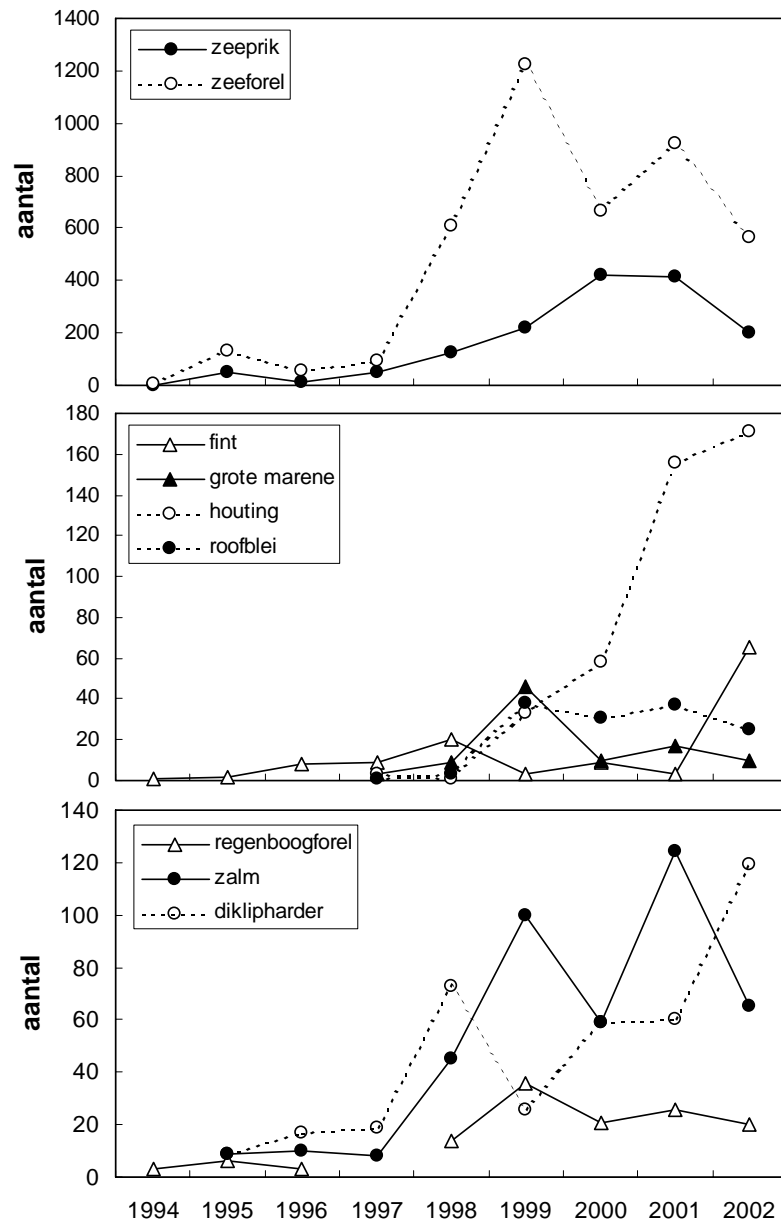 1400
1200
1000
800
600
400
200
0
aantal
zeeprik
zeeforel
180
160
140
120
100
80
60
40
20
0
aantal
fint
grote marene
houting
roofblei
140
120
100
80
60
40
20
0
aantal
regenboogforel
zalm
diklipharder
1994 1995 1996 1997 1998 1999 2000 2001 2002